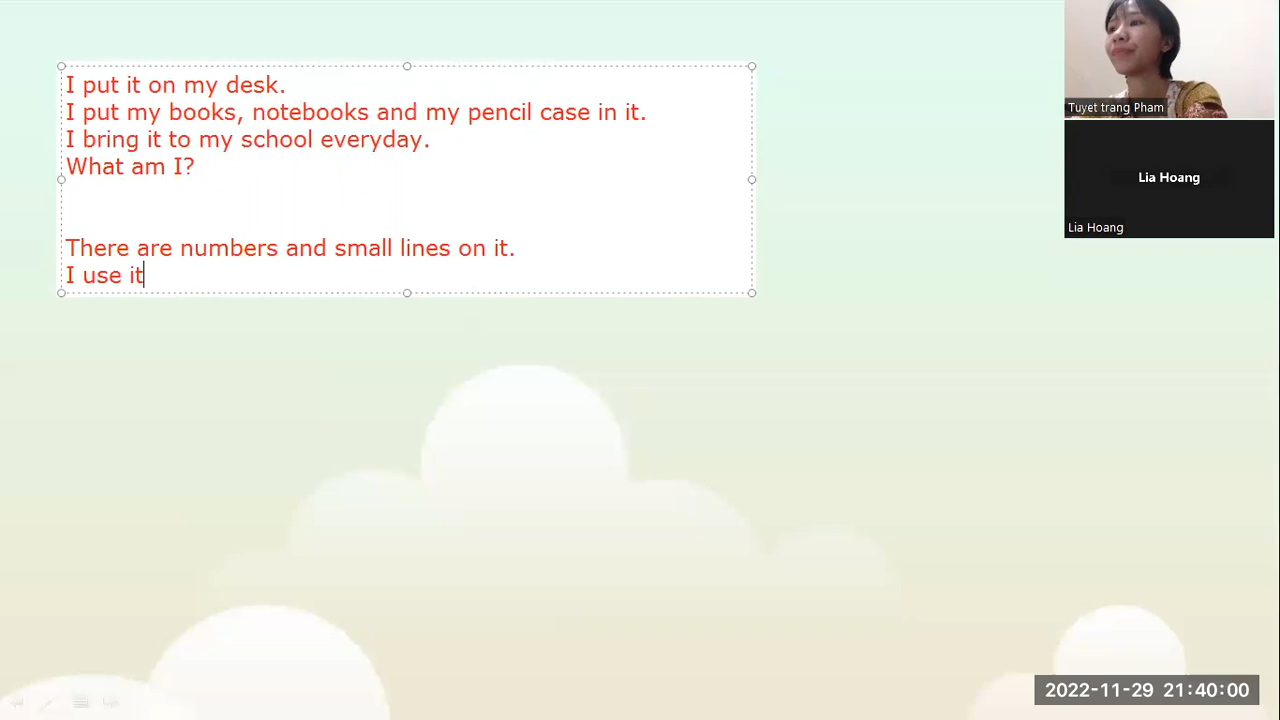 I put it on my desk.
I put my books, notebooks and my pencil case in it.
I bring it to my school everyday.
What am I?
There are numbers and small lines on it.
I use it
Tuyet trang Pham
Lia Hoang
Lia Hoang
2022-11-29 21:40:00